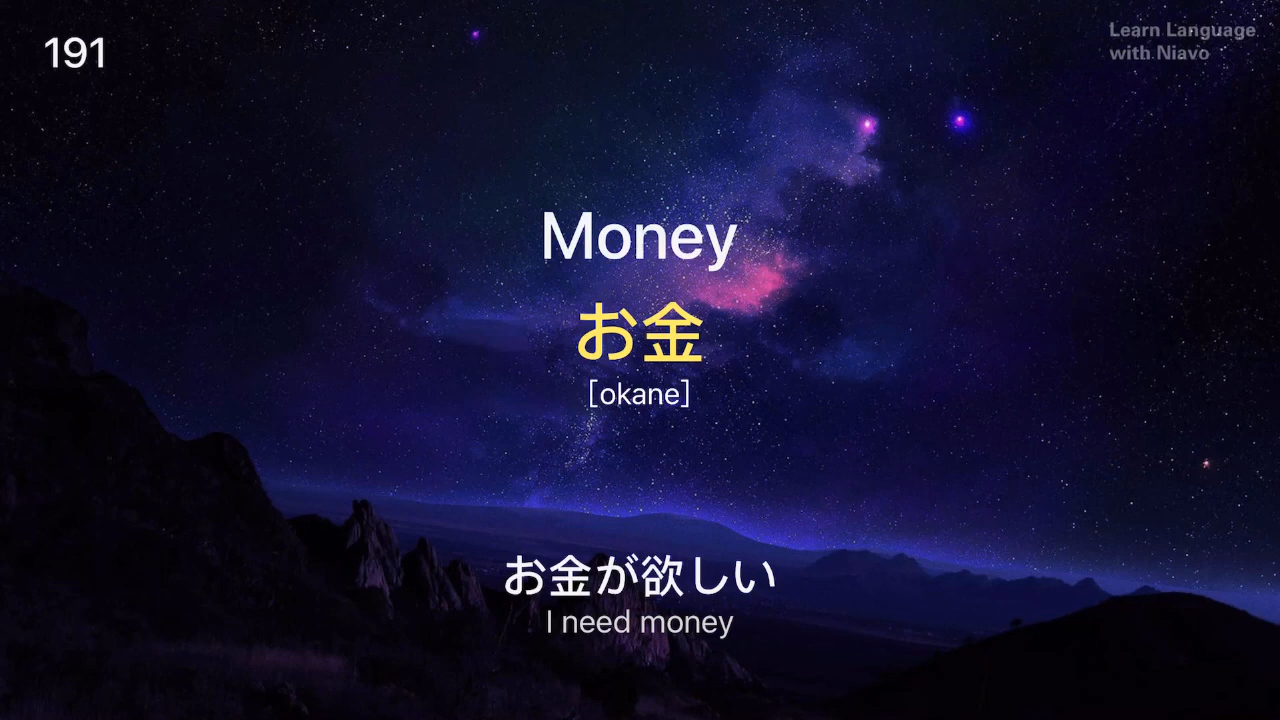 191
Learn Language
with Niavo
Money
お金
[okane]
お金が欲しい
I need money